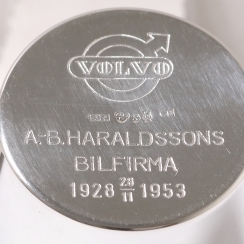 VOLVO
A.-B. HARALDSSONS
BILFIRMA
1928 28/11 1953